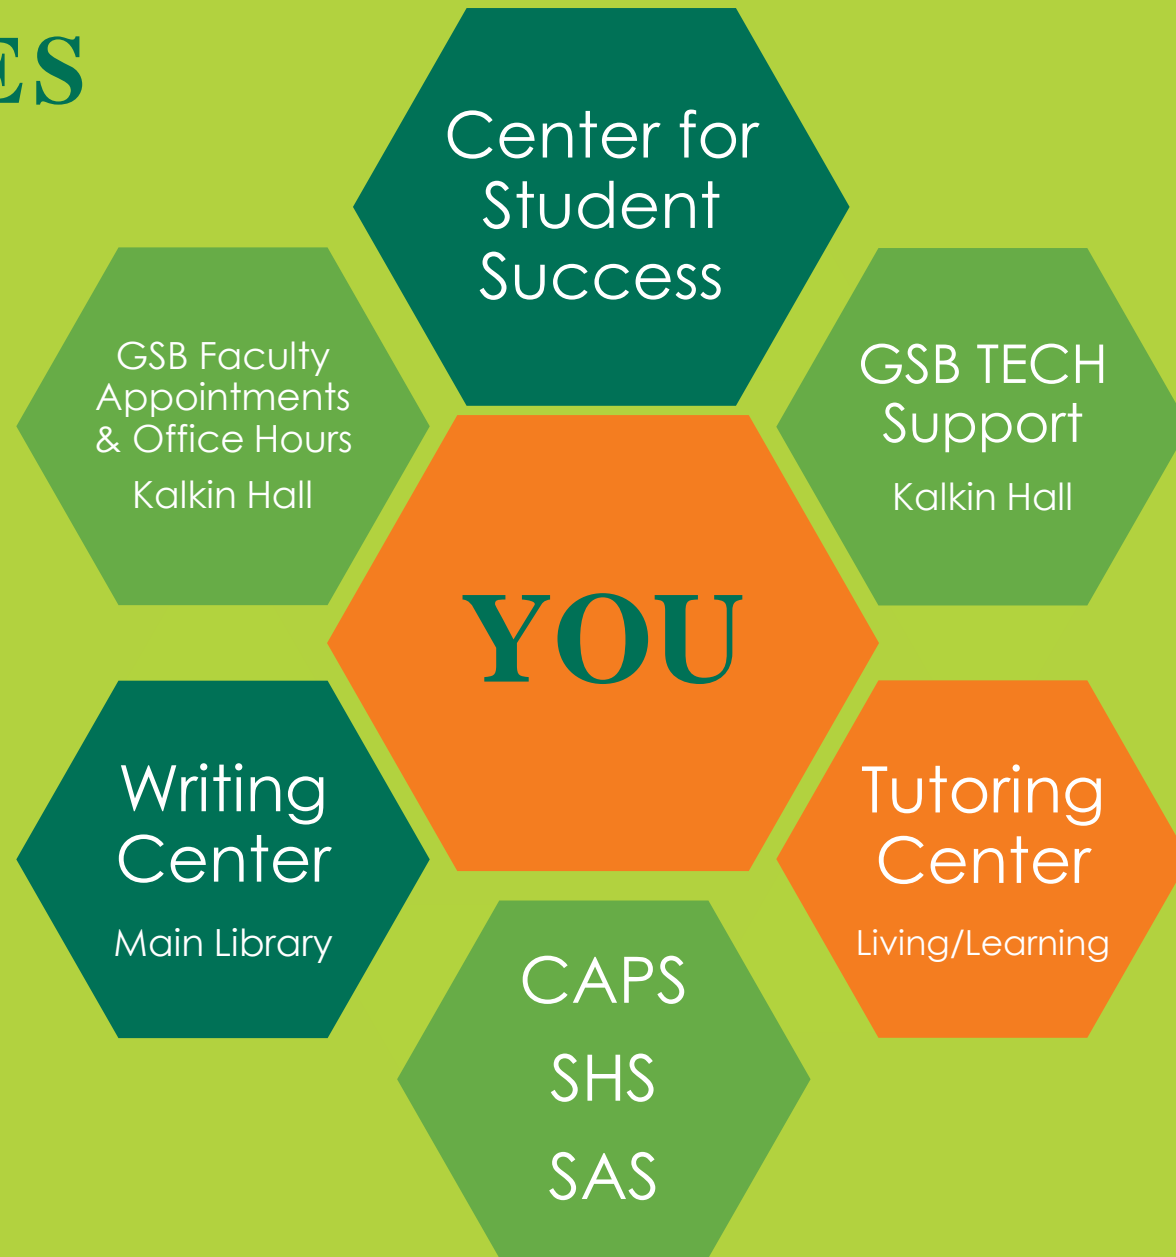 ES
Center for
Student
Success
GSB Faculty
Appointments
& Office Hours
Kalkin Hall
GSB TECH
Support
Kalkin Hall
YOU
Writing
Center
Main Library
Tutoring
Center
Living/Learning
CAPS
SHS
SAS